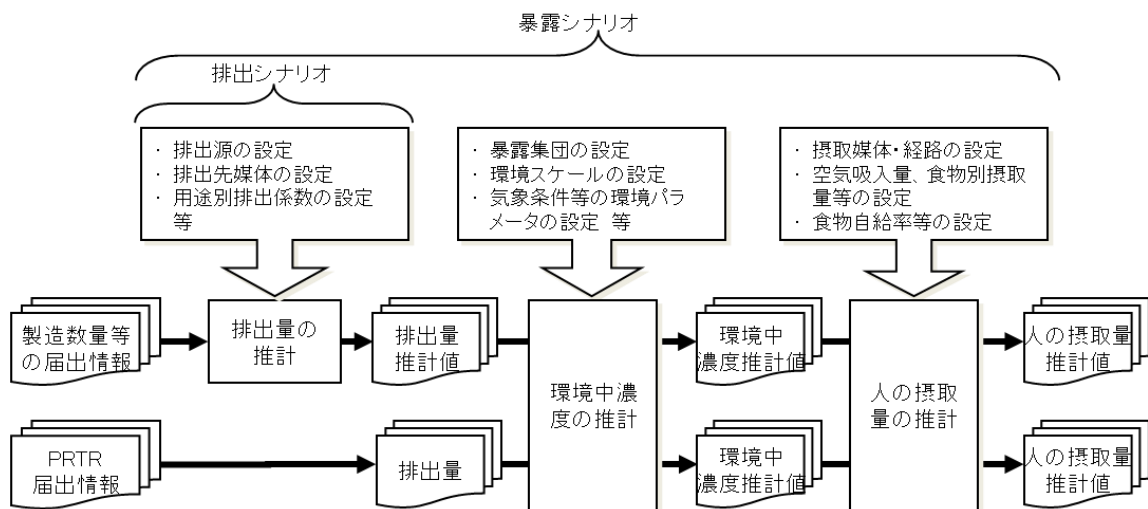 暴露シナリオ
排出シナリオ
・ 排出源の設定
・ 排出先媒体の設定
・ 用途別排出係数の設定
等
・ 暴露集団の設定
・ 環境スケールの設定
・ 気象条件等の環境パラ
メータの設定 等
・ 摂取媒体・経路の設定
・ 空気吸入量、食物別摂取
量等の設定
・ 食物自給率等の設定
製造数量等
の届出情報
排出量の
推計
排出量
推計値
環境中濃
度の推計
環境中
濃度推計値
人の摂取
量の推計
人の摂取量
推計値
PRTR
届出情報
排出量
環境中
濃度推計値
人の摂取量
推計値